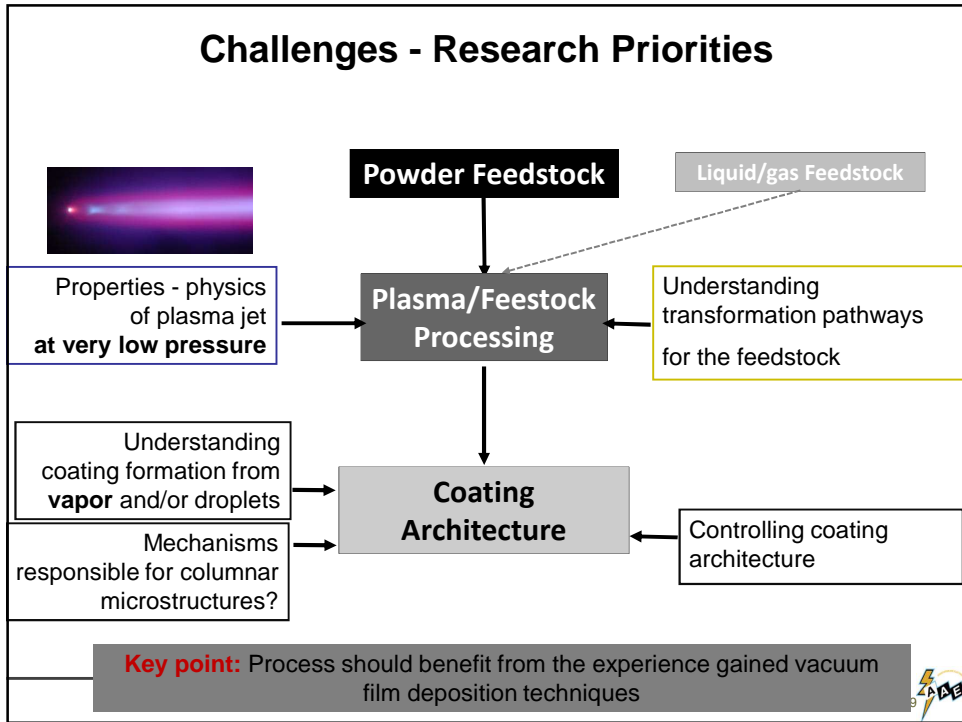 Challenges - Research Priorities
Powder Feedstock
Liquid/gas Feedstock
Properties - physics
of plasma jet
at very low pressure
Plasma/Feestock
Processing
Understanding
transformation pathways
for the feedstock
Understanding
coating formation from
vapor and/or droplets
Coating
Architecture
Mechanisms
responsible for columnar
microstructures?
Controlling coating
architecture
Key point: Process should benefit from the experience gained vacuum
film deposition techniques
9
AAE